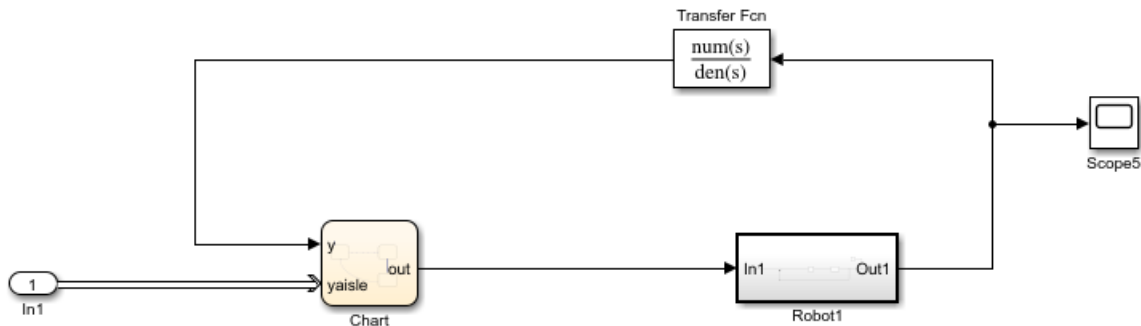 Transfer Fcn
num(s)
den(s)
Scope5
y
out
yaisle
Chart
1
In1
In1
Out1
Robot1